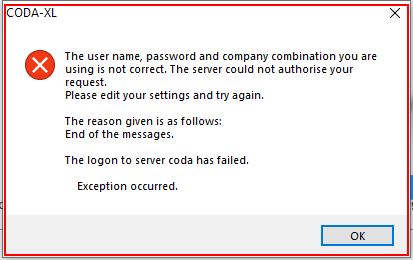 CODA-XL
The user name, password and company combination you are
using is not correct. The server could not authorise your
request.
Please edit your settings and try again.
The reason given is as follows:
End of the messages.
The logon to server coda has failed.
Exception occurred.
OK